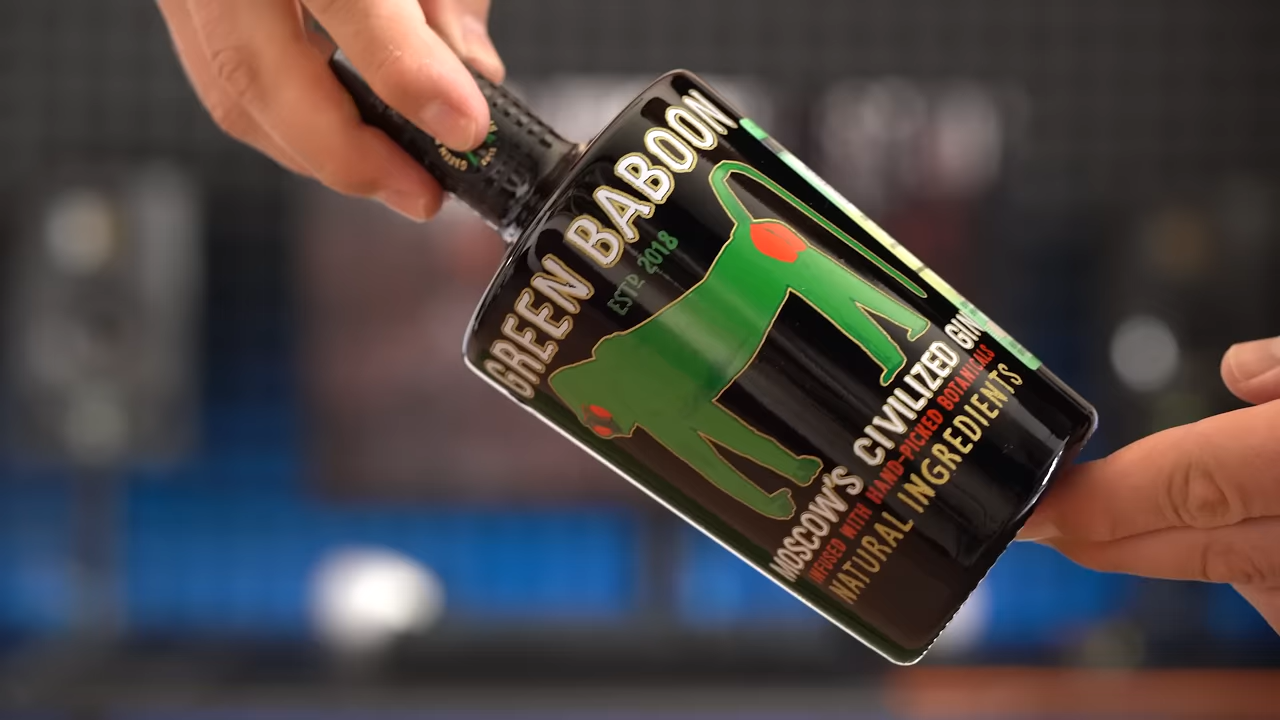 GREEN BABOON
ESTD 2018
MOSCOW'S CIVILIZED GIN
INFUSED WITH HAND-PICKED BOTANICALS
NATURAL INGREDIENTS